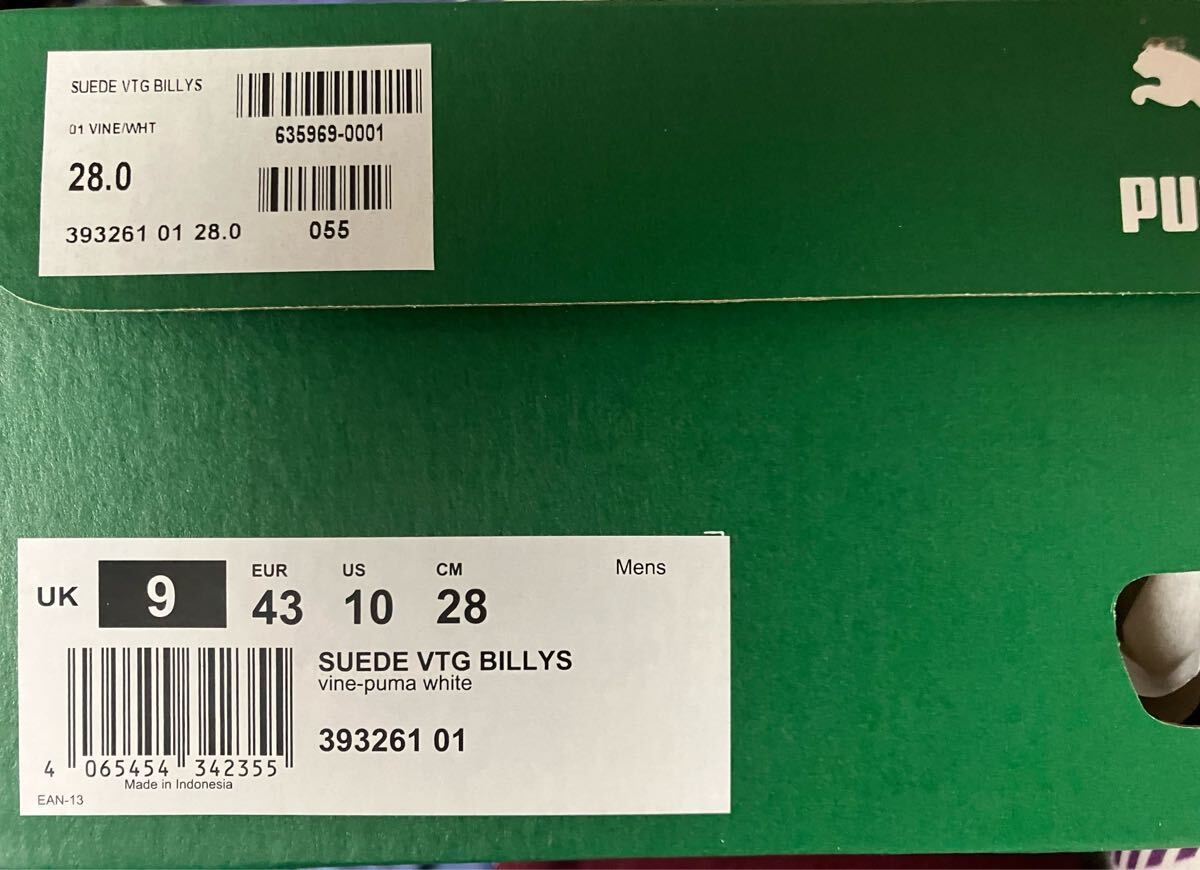 SUEDE VTG BILLYS
01 VINE/WHT
635969-0001
28.0
393261 01 28.0
055
PU
UK 9
EUR 43
US 10
CM 28
Mens
SUEDE VTG BILLYS
vine-puma white
393261 01
4 065454 342355
Made in Indonesia
EAN-13